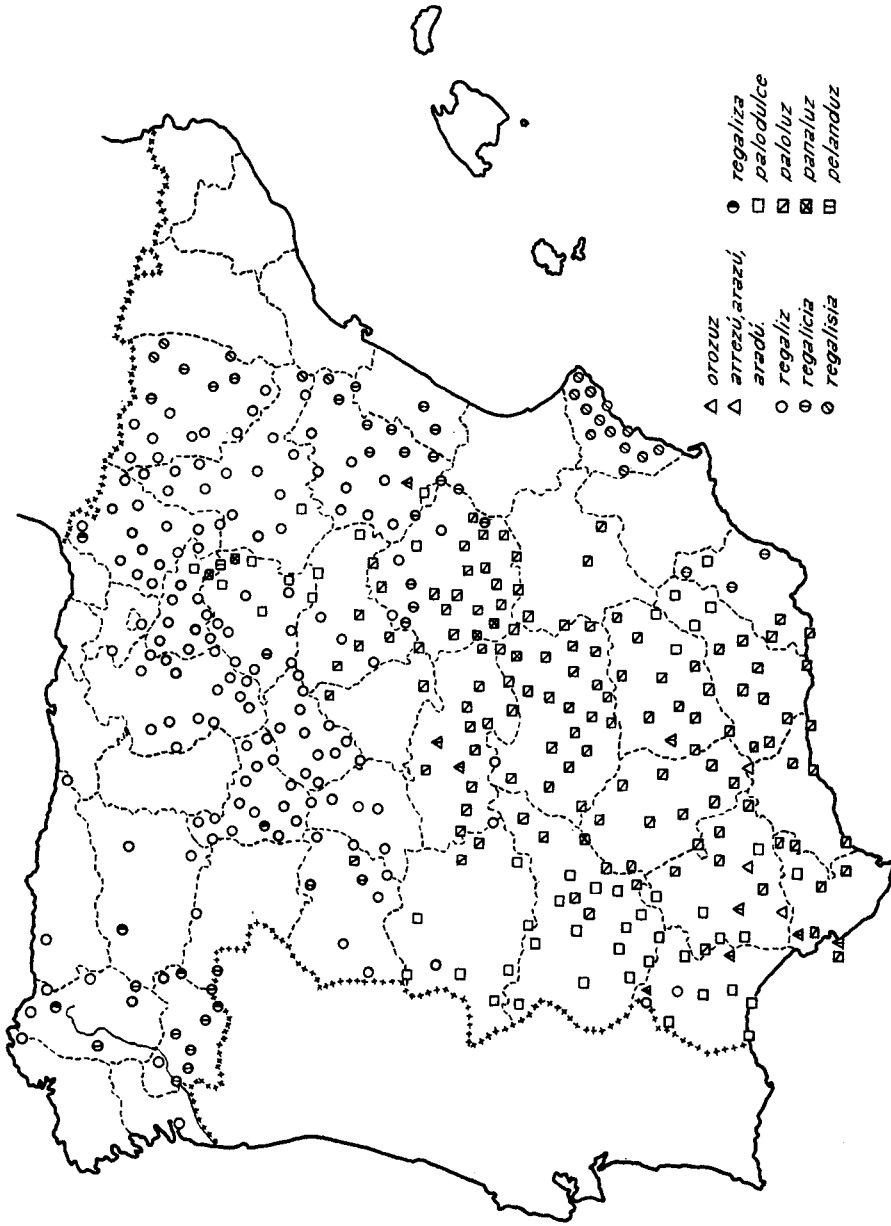 orozuz
arrezú, arazú,
aradú.
regaliz
regalicia
regalisia
regaliza
palodulce
paloluz
panaluz
pelanduz